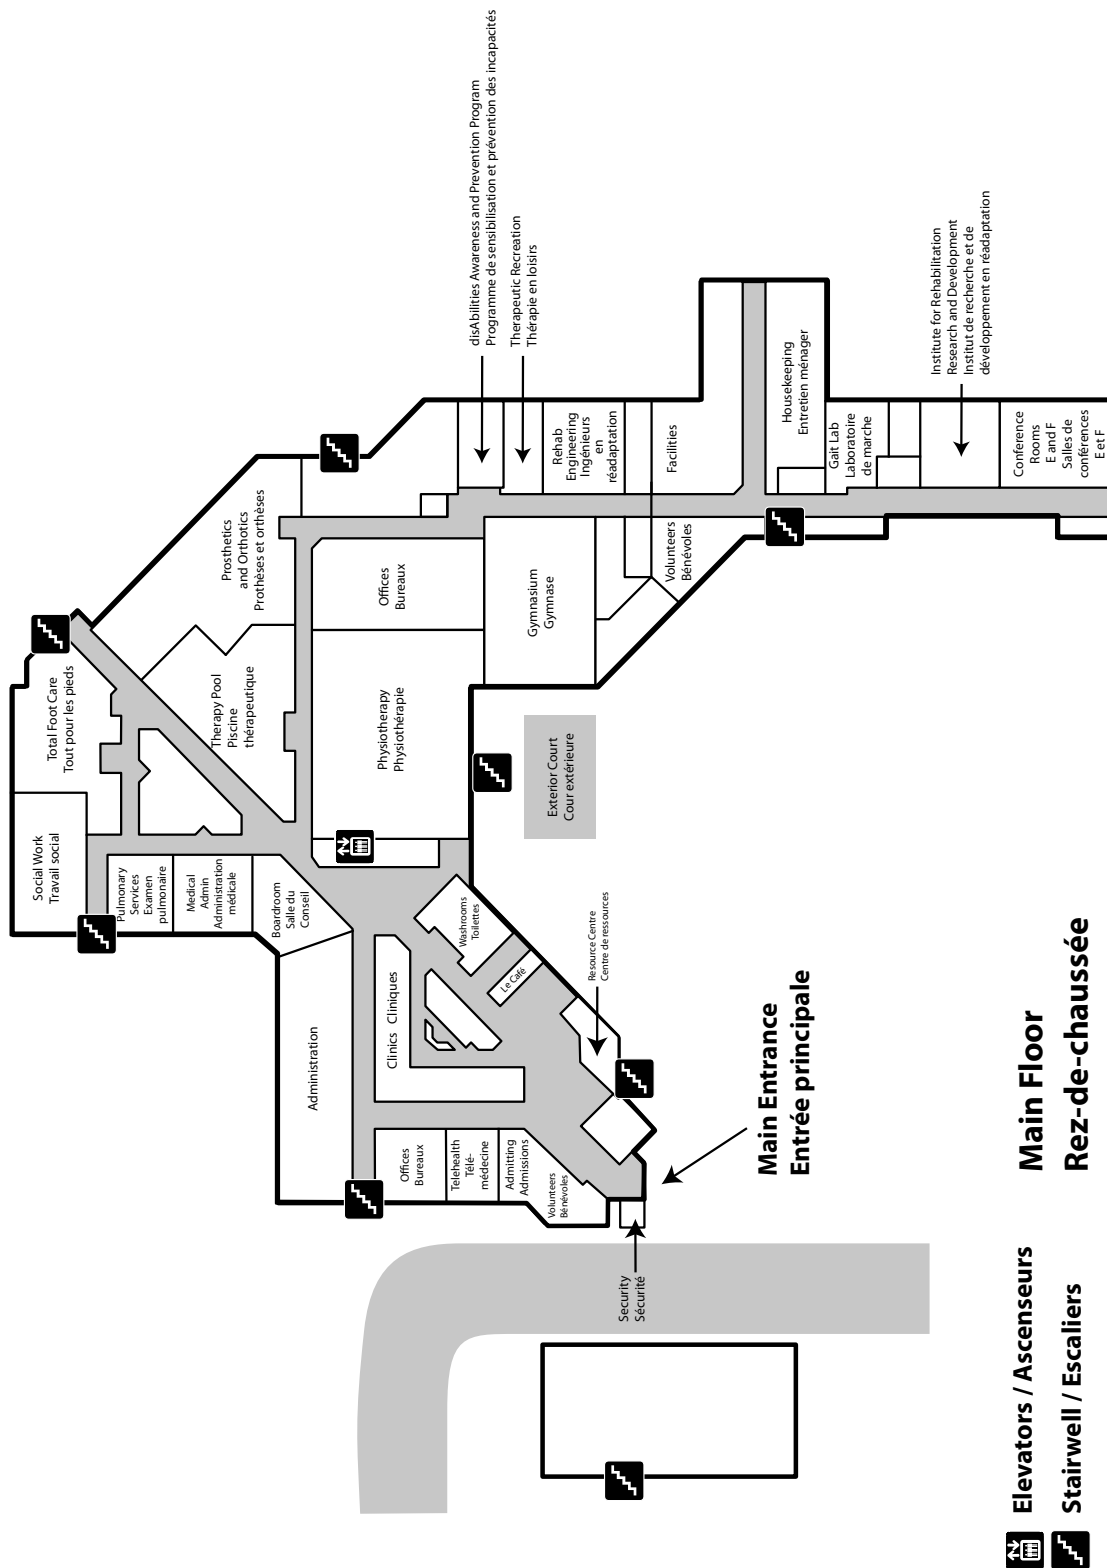 disAbilities Awareness and Prevention Program
Programme de sensibilisation et prévention des incapacités
Therapeutic Recreation
Thérapie en loisirs
Institute for Rehabilitation
Research and Development
Institut de recherche et de
développement en réadaptation
Prosthetics
and Orthotics
Prothèses et orthèses
Offices
Bureaux
Rehab
Engineering
Ingénieurs
en
réadaptation
Facilities
Housekeeping
Entretien ménager
Gait Lab
Laboratoire
de marche
Conference
Rooms
E and F
Salles de
conférences
E et F
Volunteers
Bénévoles
Gymnasium
Gymnase
Total Foot Care
Tout pour les pieds
Therapy Pool
Piscine
thérapeutique
Physiotherapy
Physiothérapie
Exterior Court
Cour extérieure
Social Work
Travail social
Pulmonary
Services
Examen
pulmonaire
Medical
Admin
Administration
médicale
Boardroom
Salle du
Conseil
Washrooms
Toilettes
Le Café
Resource Centre
Centre de ressources
Administration
Clinics Cliniques
Offices
Bureaux
Telehealth
Télé-
médecine
Admitting
Admissions
Volunteers
Bénévoles
Main Entrance
Entrée principale
Security
Sécurité
Main Floor
Rez-de-chaussée
Elevators / Ascenseurs
Stairwell / Escaliers